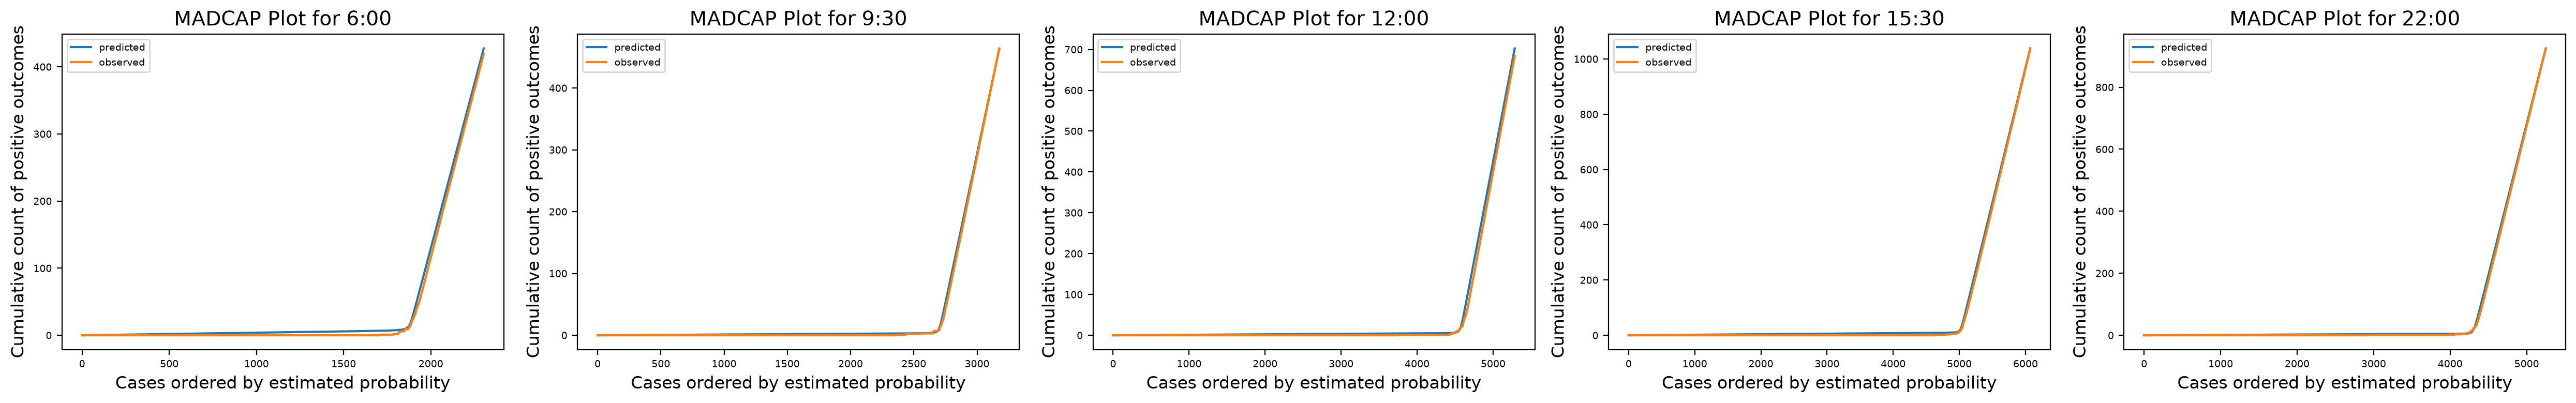 MADCAP Plot for 6:00
predicted
observed
Cumulative count of positive outcomes
400
300
200
100
0
0 500 1000 1500 2000
Cases ordered by estimated probability
MADCAP Plot for 9:30
predicted
observed
Cumulative count of positive outcomes
400
300
200
100
0
0 500 1000 1500 2000 2500 3000
Cases ordered by estimated probability
MADCAP Plot for 12:00
predicted
observed
Cumulative count of positive outcomes
700
600
500
400
300
200
100
0
0 1000 2000 3000 4000 5000
Cases ordered by estimated probability
MADCAP Plot for 15:30
predicted
observed
Cumulative count of positive outcomes
1000
800
600
400
200
0
0 1000 2000 3000 4000 5000 6000
Cases ordered by estimated probability
MADCAP Plot for 22:00
predicted
observed
Cumulative count of positive outcomes
800
600
400
200
0
0 1000 2000 3000 4000 5000
Cases ordered by estimated probability